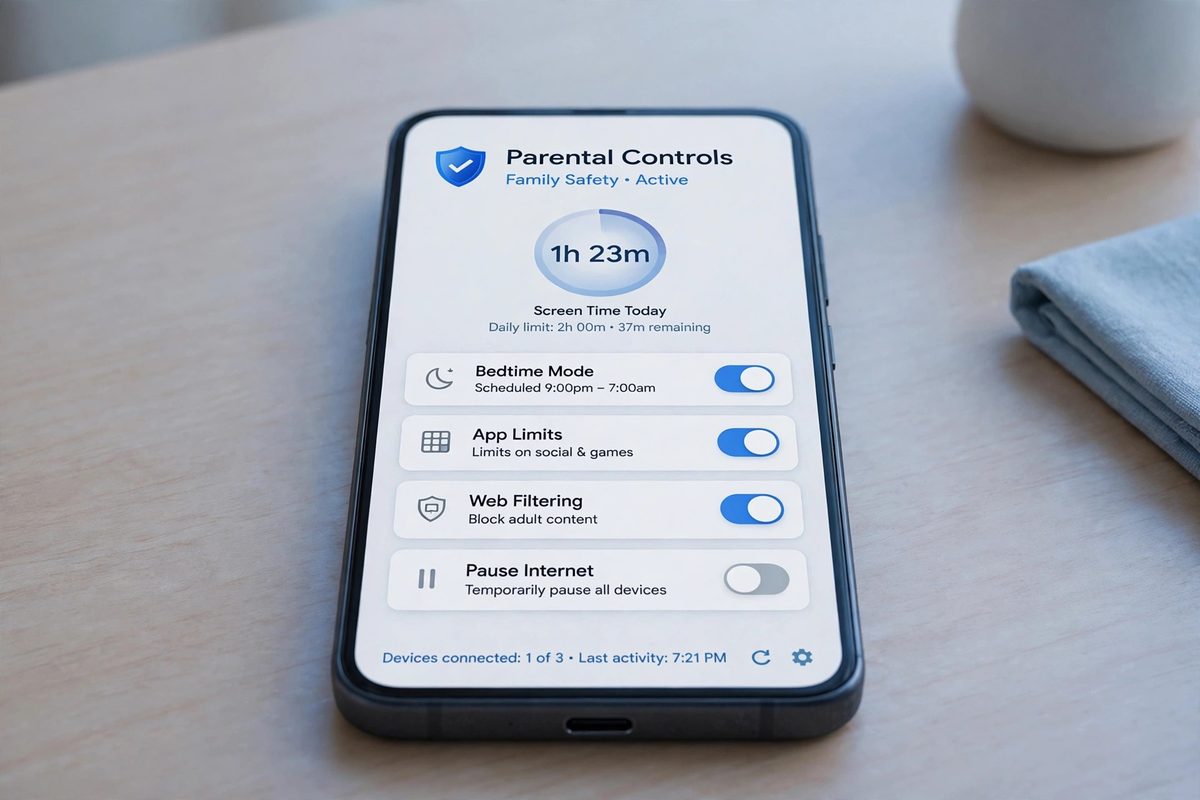 Parental Controls
Family Safety • Active
1h 23m
Screen Time Today
Daily limit: 2h 00m • 37m remaining
Bedtime Mode
Scheduled 9:00pm – 7:00am
App Limits
Limits on social & games
Web Filtering
Block adult content
Pause Internet
Temporarily pause all devices
Devices connected: 1 of 3 • Last activity: 7:21 PM